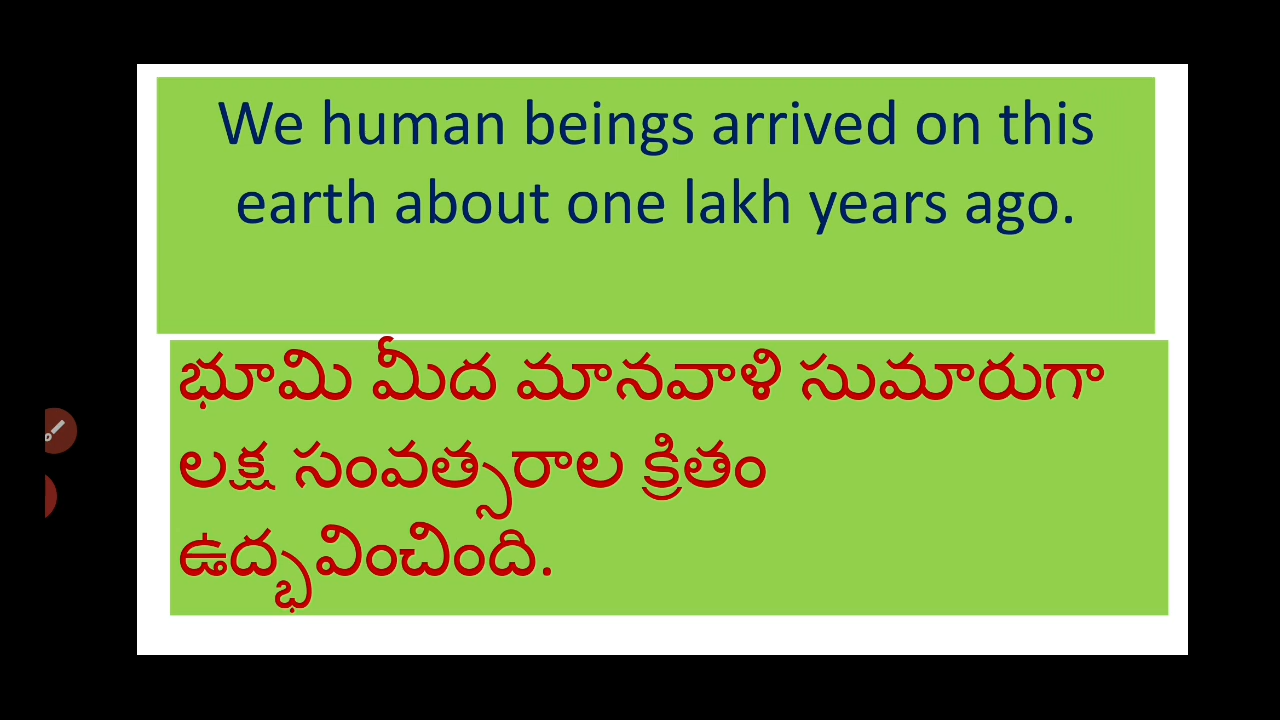 We human beings arrived on this
earth about one lakh years ago.
భూమి మీద మానవాళి సుమారుగా
లక్ష సంవత్సరాల క్రితం
ఉద్భవించింది.